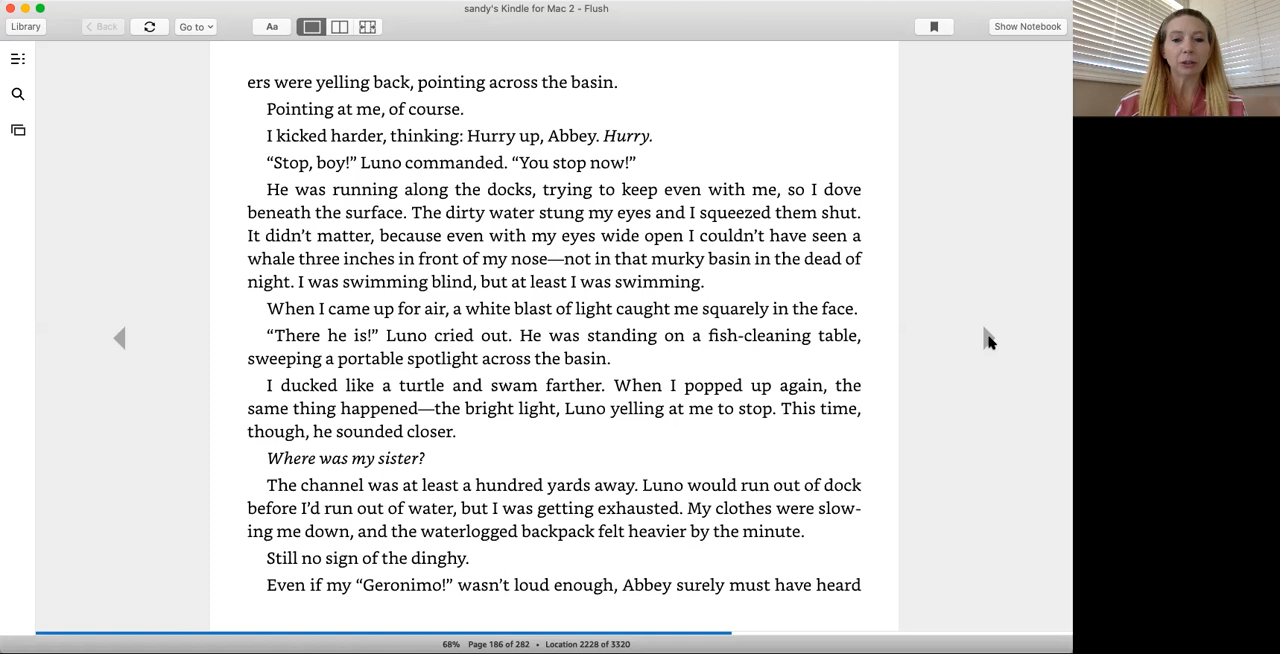 sandy's Kindle for Mac 2 - Flush
Library
Back
Go to
Aa
Show Notebook
ers were yelling back, pointing across the basin.
Pointing at me, of course.
I kicked harder, thinking: Hurry up, Abbey. Hurry.
“Stop, boy!” Luno commanded. “You stop now!”
He was running along the docks, trying to keep even with me, so I dove
beneath the surface. The dirty water stung my eyes and I squeezed them shut.
It didn’t matter, because even with my eyes wide open I couldn’t have seen a
whale three inches in front of my nose—not in that murky basin in the dead of
night. I was swimming blind, but at least I was swimming.
When I came up for air, a white blast of light caught me squarely in the face.
“There he is!” Luno cried out. He was standing on a fish-cleaning table,
sweeping a portable spotlight across the basin.
I ducked like a turtle and swam farther. When I popped up again, the
same thing happened—the bright light, Luno yelling at me to stop. This time,
though, he sounded closer.
Where was my sister?
The channel was at least a hundred yards away. Luno would run out of dock
before I’d run out of water, but I was getting exhausted. My clothes were slow-
ing me down, and the waterlogged backpack felt heavier by the minute.
Still no sign of the dinghy.
Even if my “Geronimo!” wasn’t loud enough, Abbey surely must have heard
68% Page 186 of 282 • Location 2228 of 3320